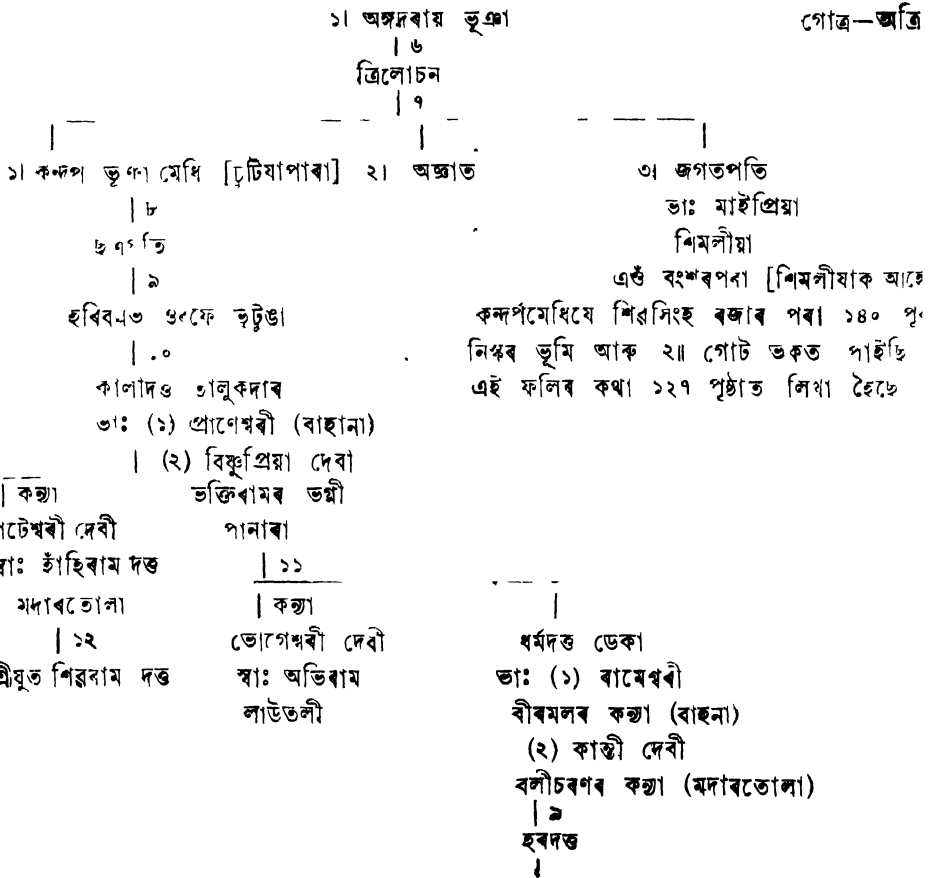 ১। অঙ্গদৰায় ভূঞা গোত্ৰ—অত্ৰি
| ৬
ত্ৰিলোচন
| ৭
১। কন্দৰ্প ভূঞা মেধি [চুটিযাপাৰা] ২। অজ্ঞাত ৩। জগতপতি
| ৮ ভাঃ মাইপ্ৰিয়া
শিমলীয়া
| ৯ এওঁ বংশৰপৰা [শিমলীযাক আছে
ওৰফে ভূটুঙা কন্দৰ্পমেধিযে শিৱসিংহ ৰজাৰ পৰা ১৪০ পূ
নিস্কৰ ভূমি আৰু ২॥ গোট ভকত পাইছি
তালুকদাৰ এই ফলিৰ কথা ১২৭ পৃষ্ঠাত লিখা হৈছে
ভাঃ (১) প্ৰাণেশ্বৰী (বাহানা)
| (২) বিষ্ণুপ্ৰিয়া দেবী
| কন্যা ভক্তিৰামৰ ভগ্নী
দেবী পানাৰা
স্বাঃ হাঁহিৰাম দত্ত | ১১
মদাৰতোলা | কন্যা |
| ১২ ভোগেশ্বৰী দেবী ধৰ্মদত্ত ডেকা
শ্ৰীযুত শিৱৰাম দত্ত স্বাঃ অভিৰাম ভাঃ (১) ৰামেশ্বৰী
লাউতলী বীৰমলৰ কন্যা (বাহনা)
(২) কান্তী দেবী
বলীচৰণৰ কন্যা (মদাৰতোলা)
| ৯
হৰদত্ত